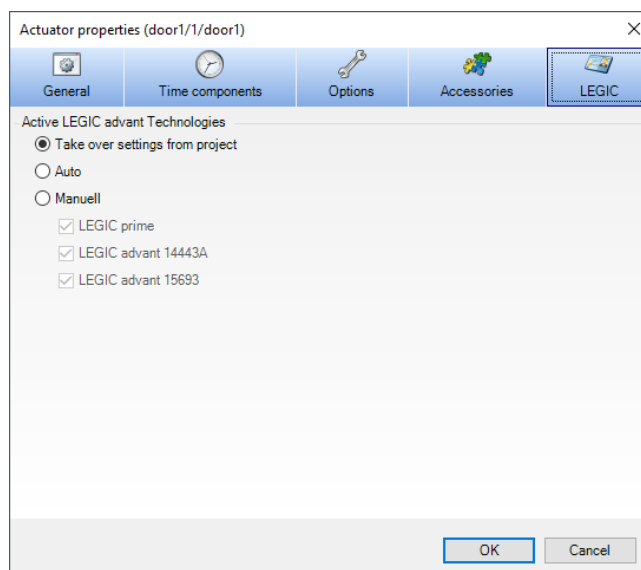 Actuator properties (door1/1/door1)
General Time components Options Accessories LEGIC
Active LEGIC advant Technologies
Take over settings from project
Auto
Manuell
LEGIC prime
LEGIC advant 14443A
LEGIC advant 15693
OK Cancel